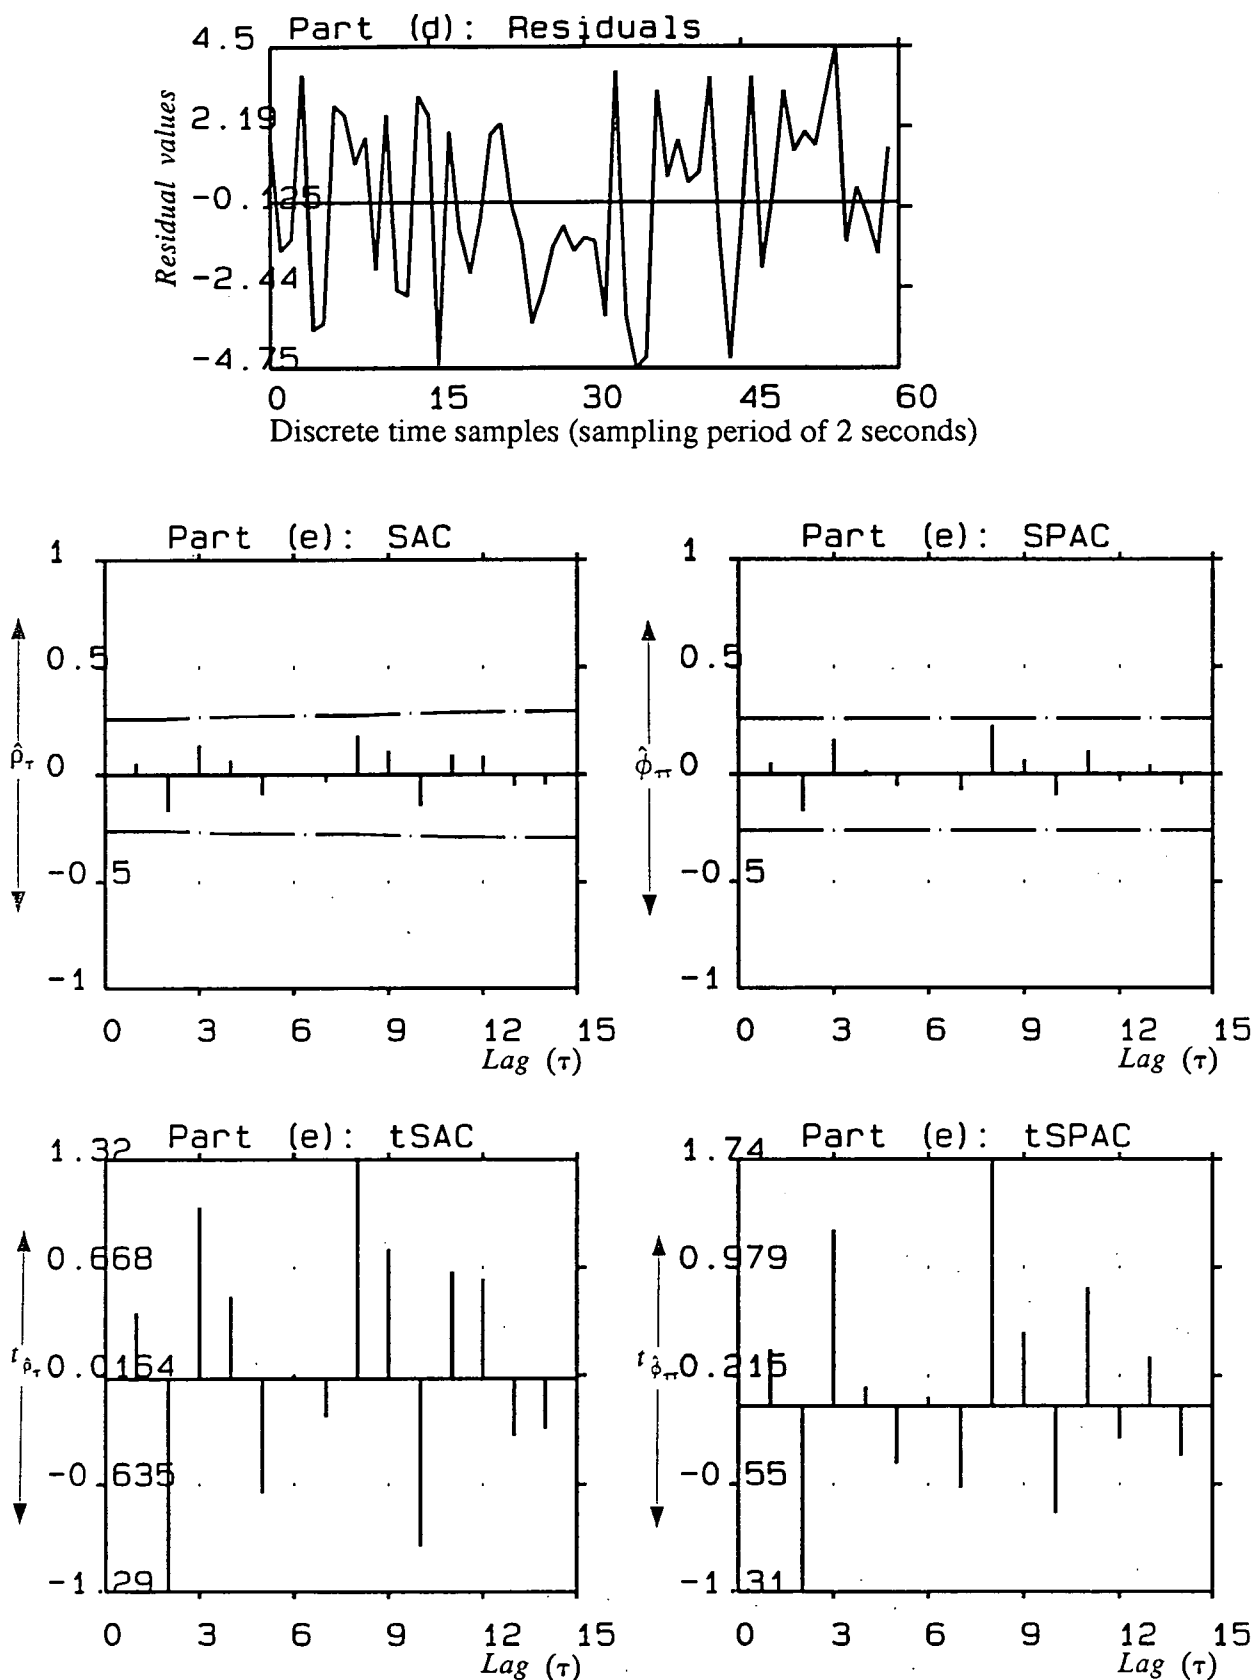 Part (d): Residuals
4.5
2.19
-0.125
-2.44
-4.75
Residual values
0 15 30 45 60
Discrete time samples (sampling period of 2 seconds)
Part (e): SAC
1
0.5
0
-0.5
-1
ρ̂τ
0 3 6 9 12 15
Lag (τ)
Part (e): SPAC
1
0.5
0
-0.5
-1
ϕ̂ττ
0 3 6 9 12 15
Lag (τ)
Part (e): tSAC
1.32
0.668
0.0164
-0.635
-1.29
tρ̂τ
0 3 6 9 12 15
Lag (τ)
Part (e): tSPAC
1.74
0.979
0.215
-0.55
-1.31
tϕ̂ττ
0 3 6 9 12 15
Lag (τ)